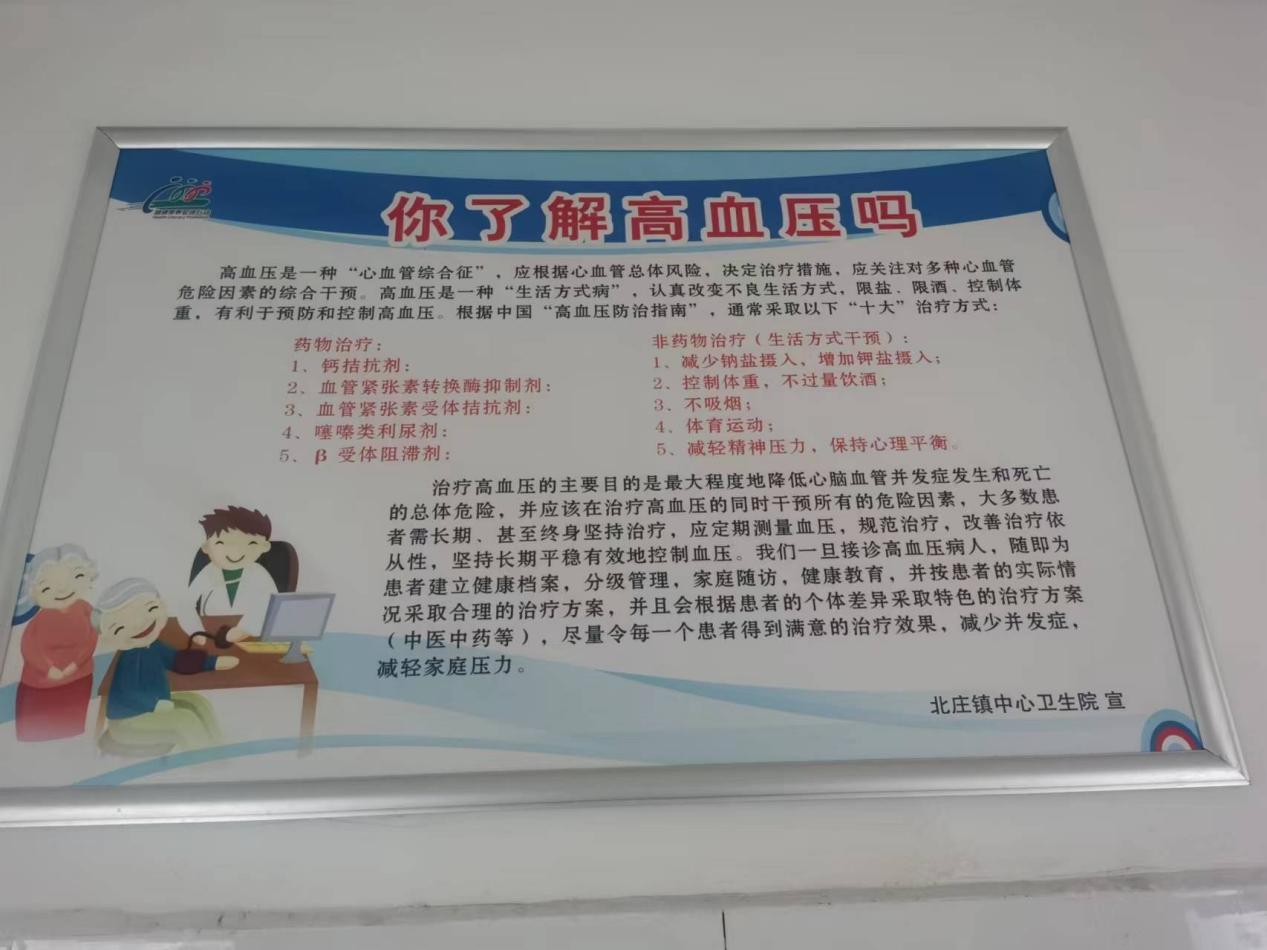 你了解高血压吗
高血压是一种“心血管综合征”，应根据心血管总体风险，决定治疗措施，应关注对多种心血管
危险因素的综合干预。高血压是一种“生活方式病”，认真改变不良生活方式，限盐、限酒、控制体
重，有利于预防和控制高血压。根据中国“高血压防治指南”，通常采取以下“十大”治疗方式：
药物治疗：
1、钙拮抗剂：
2、血管紧张素转换酶抑制剂：
3、血管紧张素受体拮抗剂：
4、噻嗪类利尿剂：
5、β 受体阻滞剂：
非药物治疗（生活方式干预）：
1、减少钠盐摄入，增加钾盐摄入；
2、控制体重，不过量饮酒；
3、不吸烟；
4、体育运动；
5、减轻精神压力，保持心理平衡。
治疗高血压的主要目的是最大程度地降低心脑血管并发症发生和死亡
的总体危险，并应该在治疗高血压的同时干预所有的危险因素，大多数患
者需长期、甚至终身坚持治疗，应定期测量血压，规范治疗，改善治疗依
从性，坚持长期平稳有效地控制血压。我们一旦接诊高血压病人，随即为
患者建立健康档案，分级管理，家庭随访，健康教育，并按患者的实际情
况采取合理的治疗方案，并且会根据患者的个体差异采取特色的治疗方案
（中医中药等），尽量令每一个患者得到满意的治疗效果，减少并发症，
减轻家庭压力。
北庄镇中心卫生院 宣